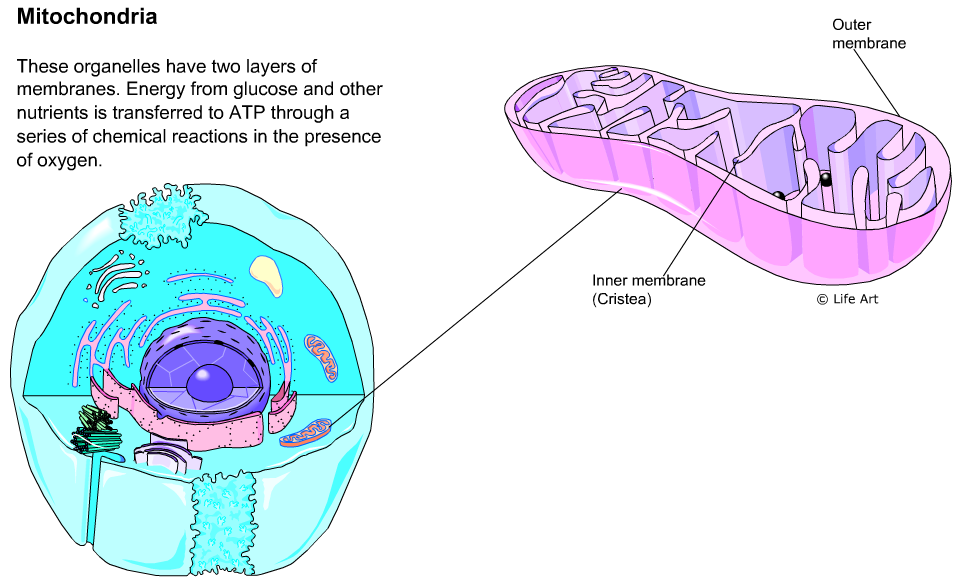 Mitochondria
These organelles have two layers of
membranes. Energy from glucose and other
nutrients is transferred to ATP through a
series of chemical reactions in the presence
of oxygen.
Outer
membrane
Inner membrane
(Cristea)
© Life Art